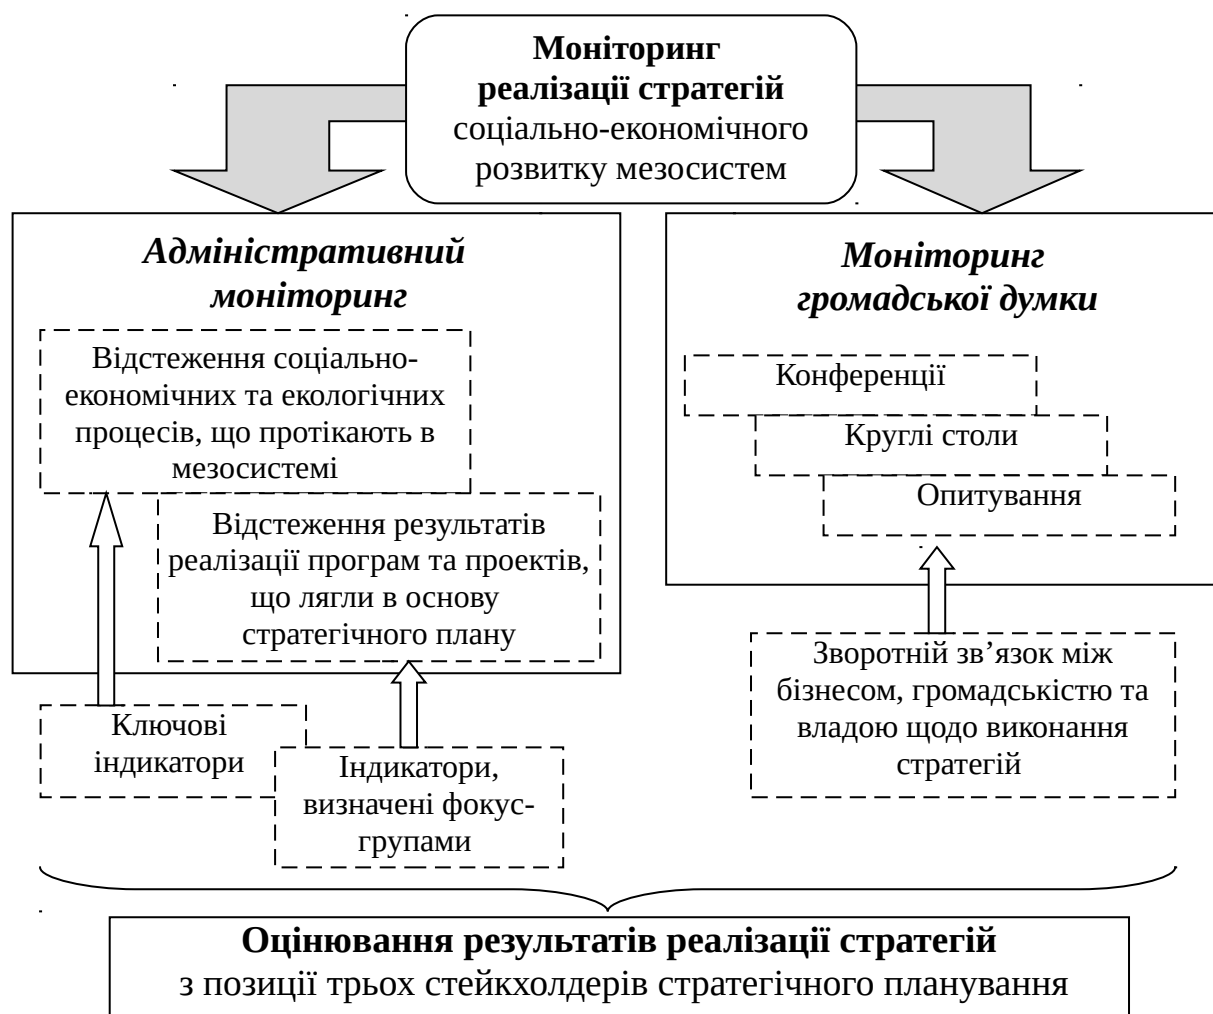 Моніторинг
реалізації стратегій
соціально-економічного
розвитку мезосистем
Адміністративний
моніторинг
Відстеження соціально-
економічних та екологічних
процесів, що протікають в
мезосистемі
Відстеження результатів
реалізації програм та проектів,
що лягли в основу
стратегічного плану
Ключові
індикатори
Індикатори,
визначені фокус-
групами
Моніторинг
громадської думки
Конференції
Круглі столи
Опитування
Зворотній зв’язок між
бізнесом, громадськістю та
владою щодо виконання
стратегій
Оцінювання результатів реалізації стратегій
з позиції трьох стейкхолдерів стратегічного планування